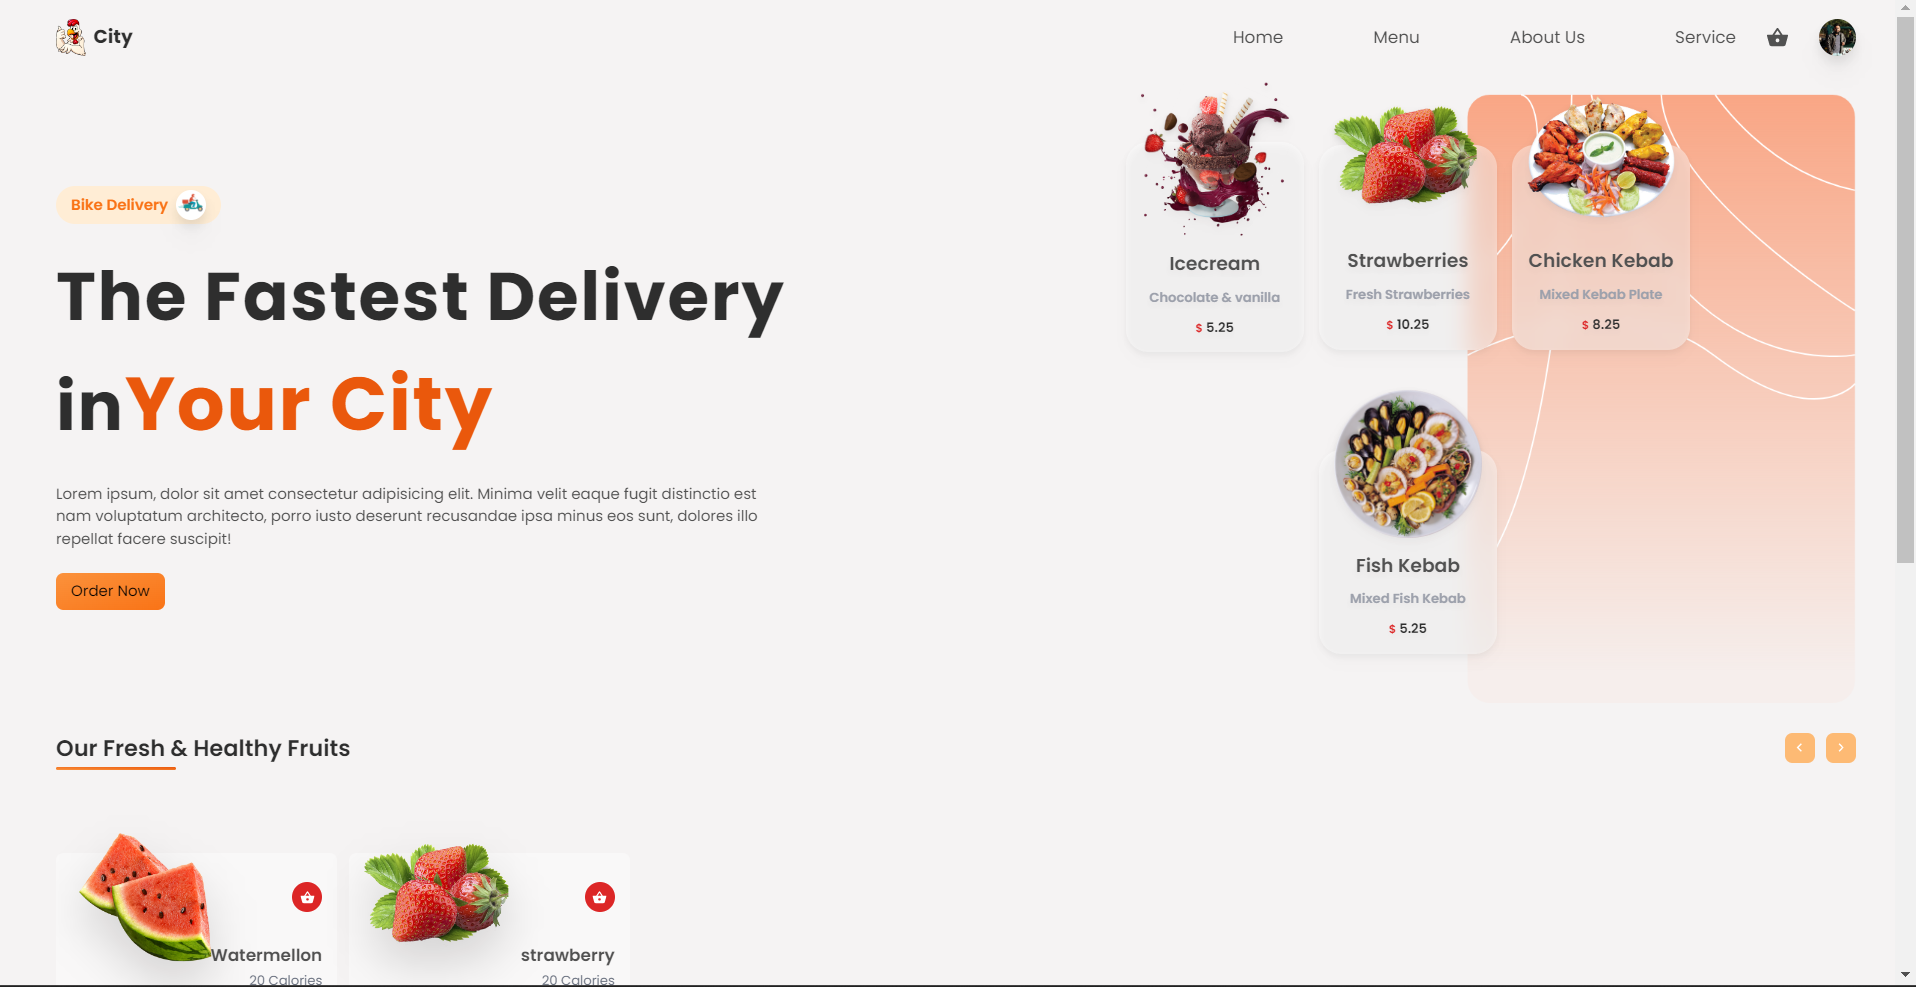 City
Home
Menu
About Us
Service
Bike Delivery
The Fastest Delivery
inYour City
Lorem ipsum, dolor sit amet consectetur adipisicing elit. Minima velit eaque fugit distinctio est
nam voluptatum architecto, porro iusto deserunt recusandae ipsa minus eos sunt, dolores illo
repellat facere suscipit!
Order Now
Icecream
Chocolate & vanilla
$ 5.25
Strawberries
Fresh Strawberries
$ 10.25
Chicken Kebab
Mixed Kebab Plate
$ 8.25
Fish Kebab
Mixed Fish Kebab
$ 5.25
Our Fresh & Healthy Fruits
Watermellon
20 Calories
strawberry
20 Calories